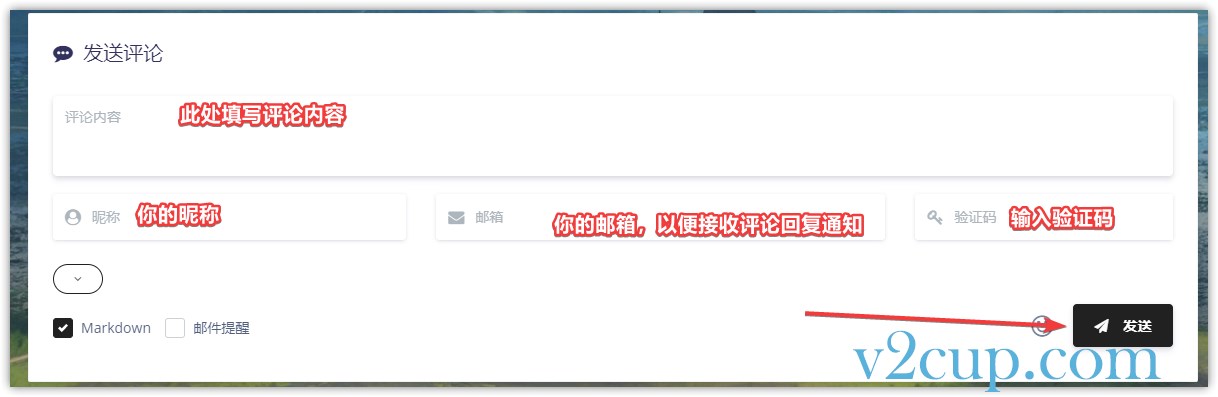 发送评论
评论内容 此处填写评论内容
昵称 你的昵称 邮箱 你的邮箱，以便接收评论回复通知 验证码 输入验证码
Markdown 邮件提醒 发送
v2cup.com